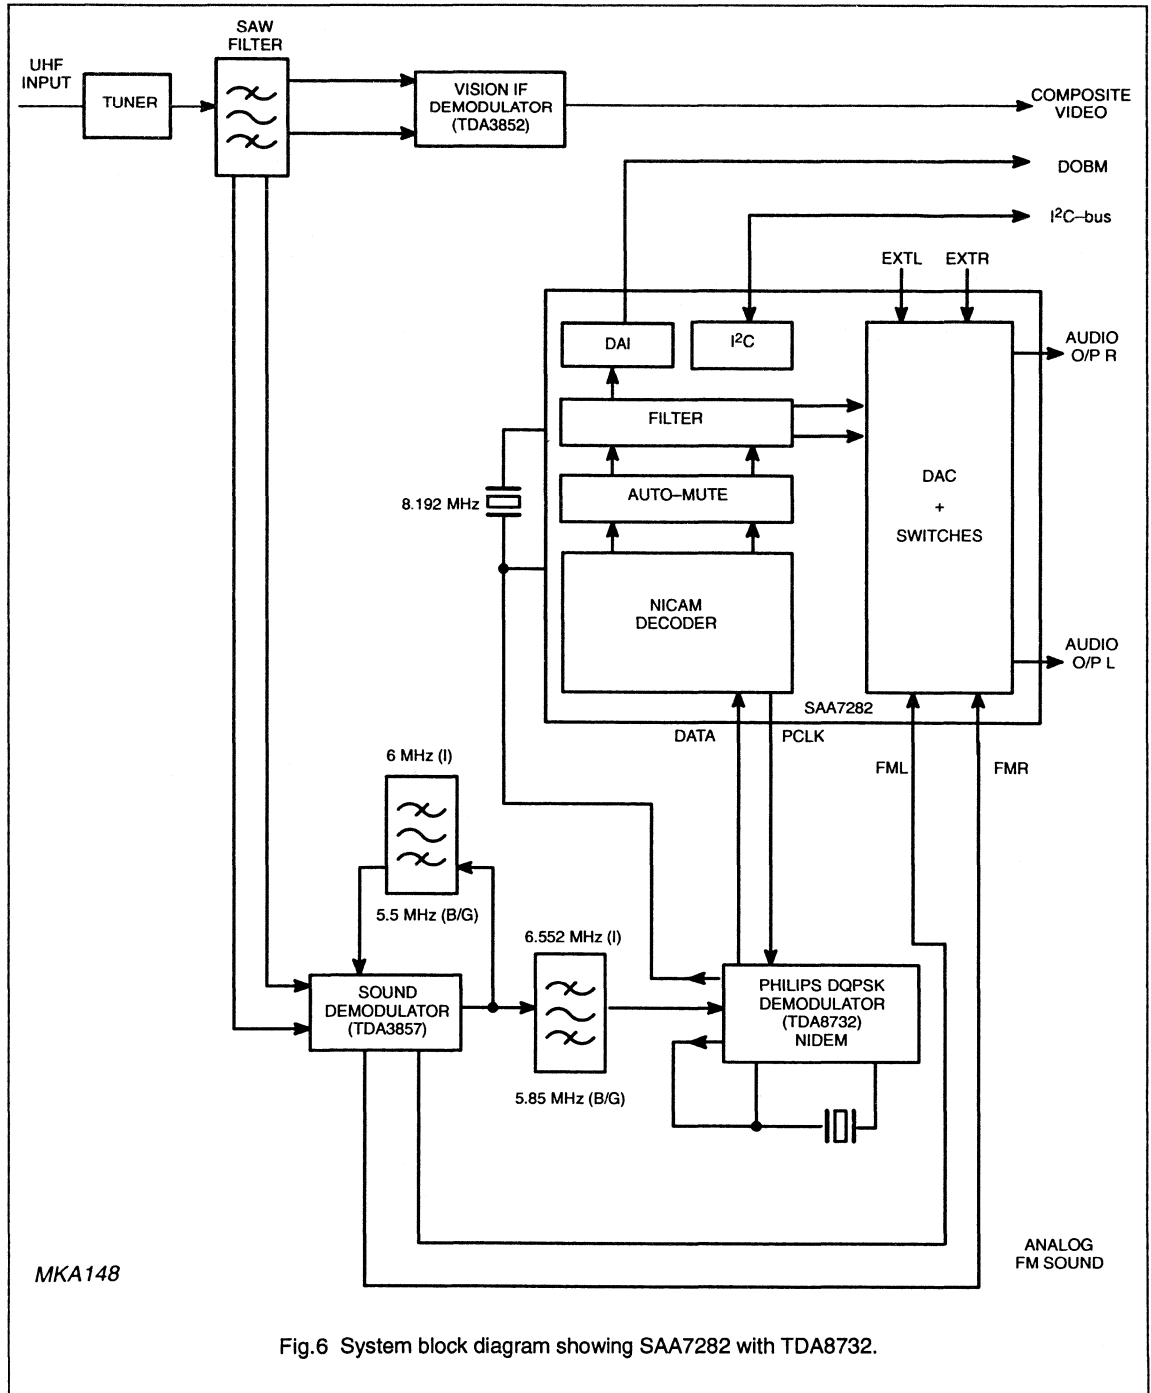 SAW
FILTER
UHF
INPUT
TUNER
VISION IF
DEMODULATOR
(TDA3852)
COMPOSITE
VIDEO
DOBM
I²C–bus
EXTL
EXTR
DAI
I²C
AUDIO
O/P R
FILTER
DAC
+
SWITCHES
8.192 MHz
AUTO–MUTE
NICAM
DECODER
AUDIO
O/P L
SAA7282
DATA
PCLK
FML
FMR
6 MHz (I)
5.5 MHz (B/G)
6.552 MHz (I)
SOUND
DEMODULATOR
(TDA3857)
PHILIPS DQPSK
DEMODULATOR
(TDA8732)
NIDEM
5.85 MHz (B/G)
ANALOG
FM SOUND
MKA148
Fig.6 System block diagram showing SAA7282 with TDA8732.